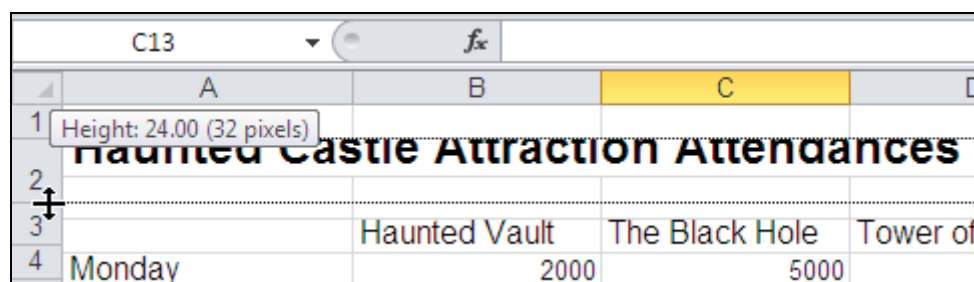 C13 fx
A B C D
1 Height: 24.00 (32 pixels)
Haunted Castle Attraction Attendances
2
3 Haunted Vault The Black Hole Tower of
4 Monday 2000 5000